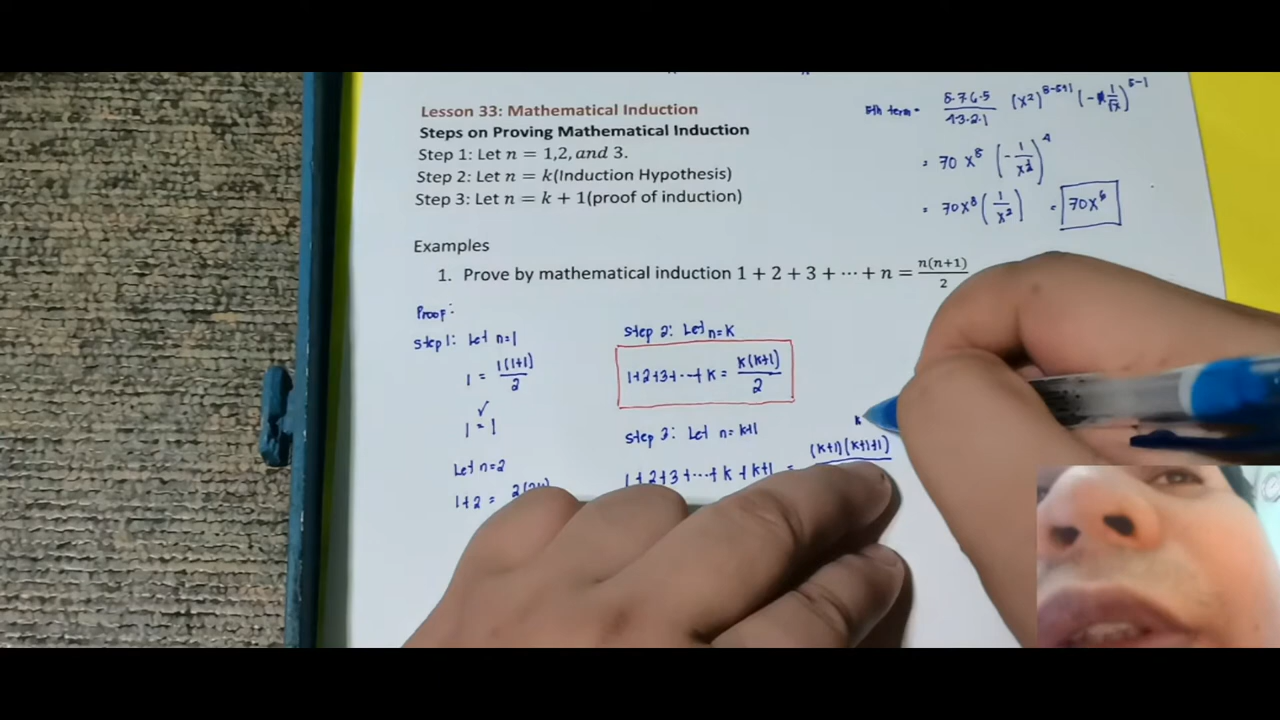 Lesson 33: Mathematical Induction
Steps on Proving Mathematical Induction
Step 1: Let n = 1,2, and 3.
Step 2: Let n = k(Induction Hypothesis)
Step 3: Let n = k + 1(proof of induction)
5th term = 8·7·6·5 / 4·3·2·1 (x²)^8-5+1 (- 1/√x)^5-1
= 70 x⁸ (- 1/x^½)⁴
= 70x⁸ (1/x²) = 70x⁶
Examples
1. Prove by mathematical induction 1 + 2 + 3 + ⋯ + n = n(n+1)/2
Proof:
Step 1: Let n=1
1 = 1(1+1)/2
✓
1 = 1
Let n=2
1+2 =
Step 2: Let n=k
1+2+3+...+k = k(k+1)/2
Step 3: Let n=k+1
k
1+2+3+...+k+k+1 = (k+1)(k+1+1)